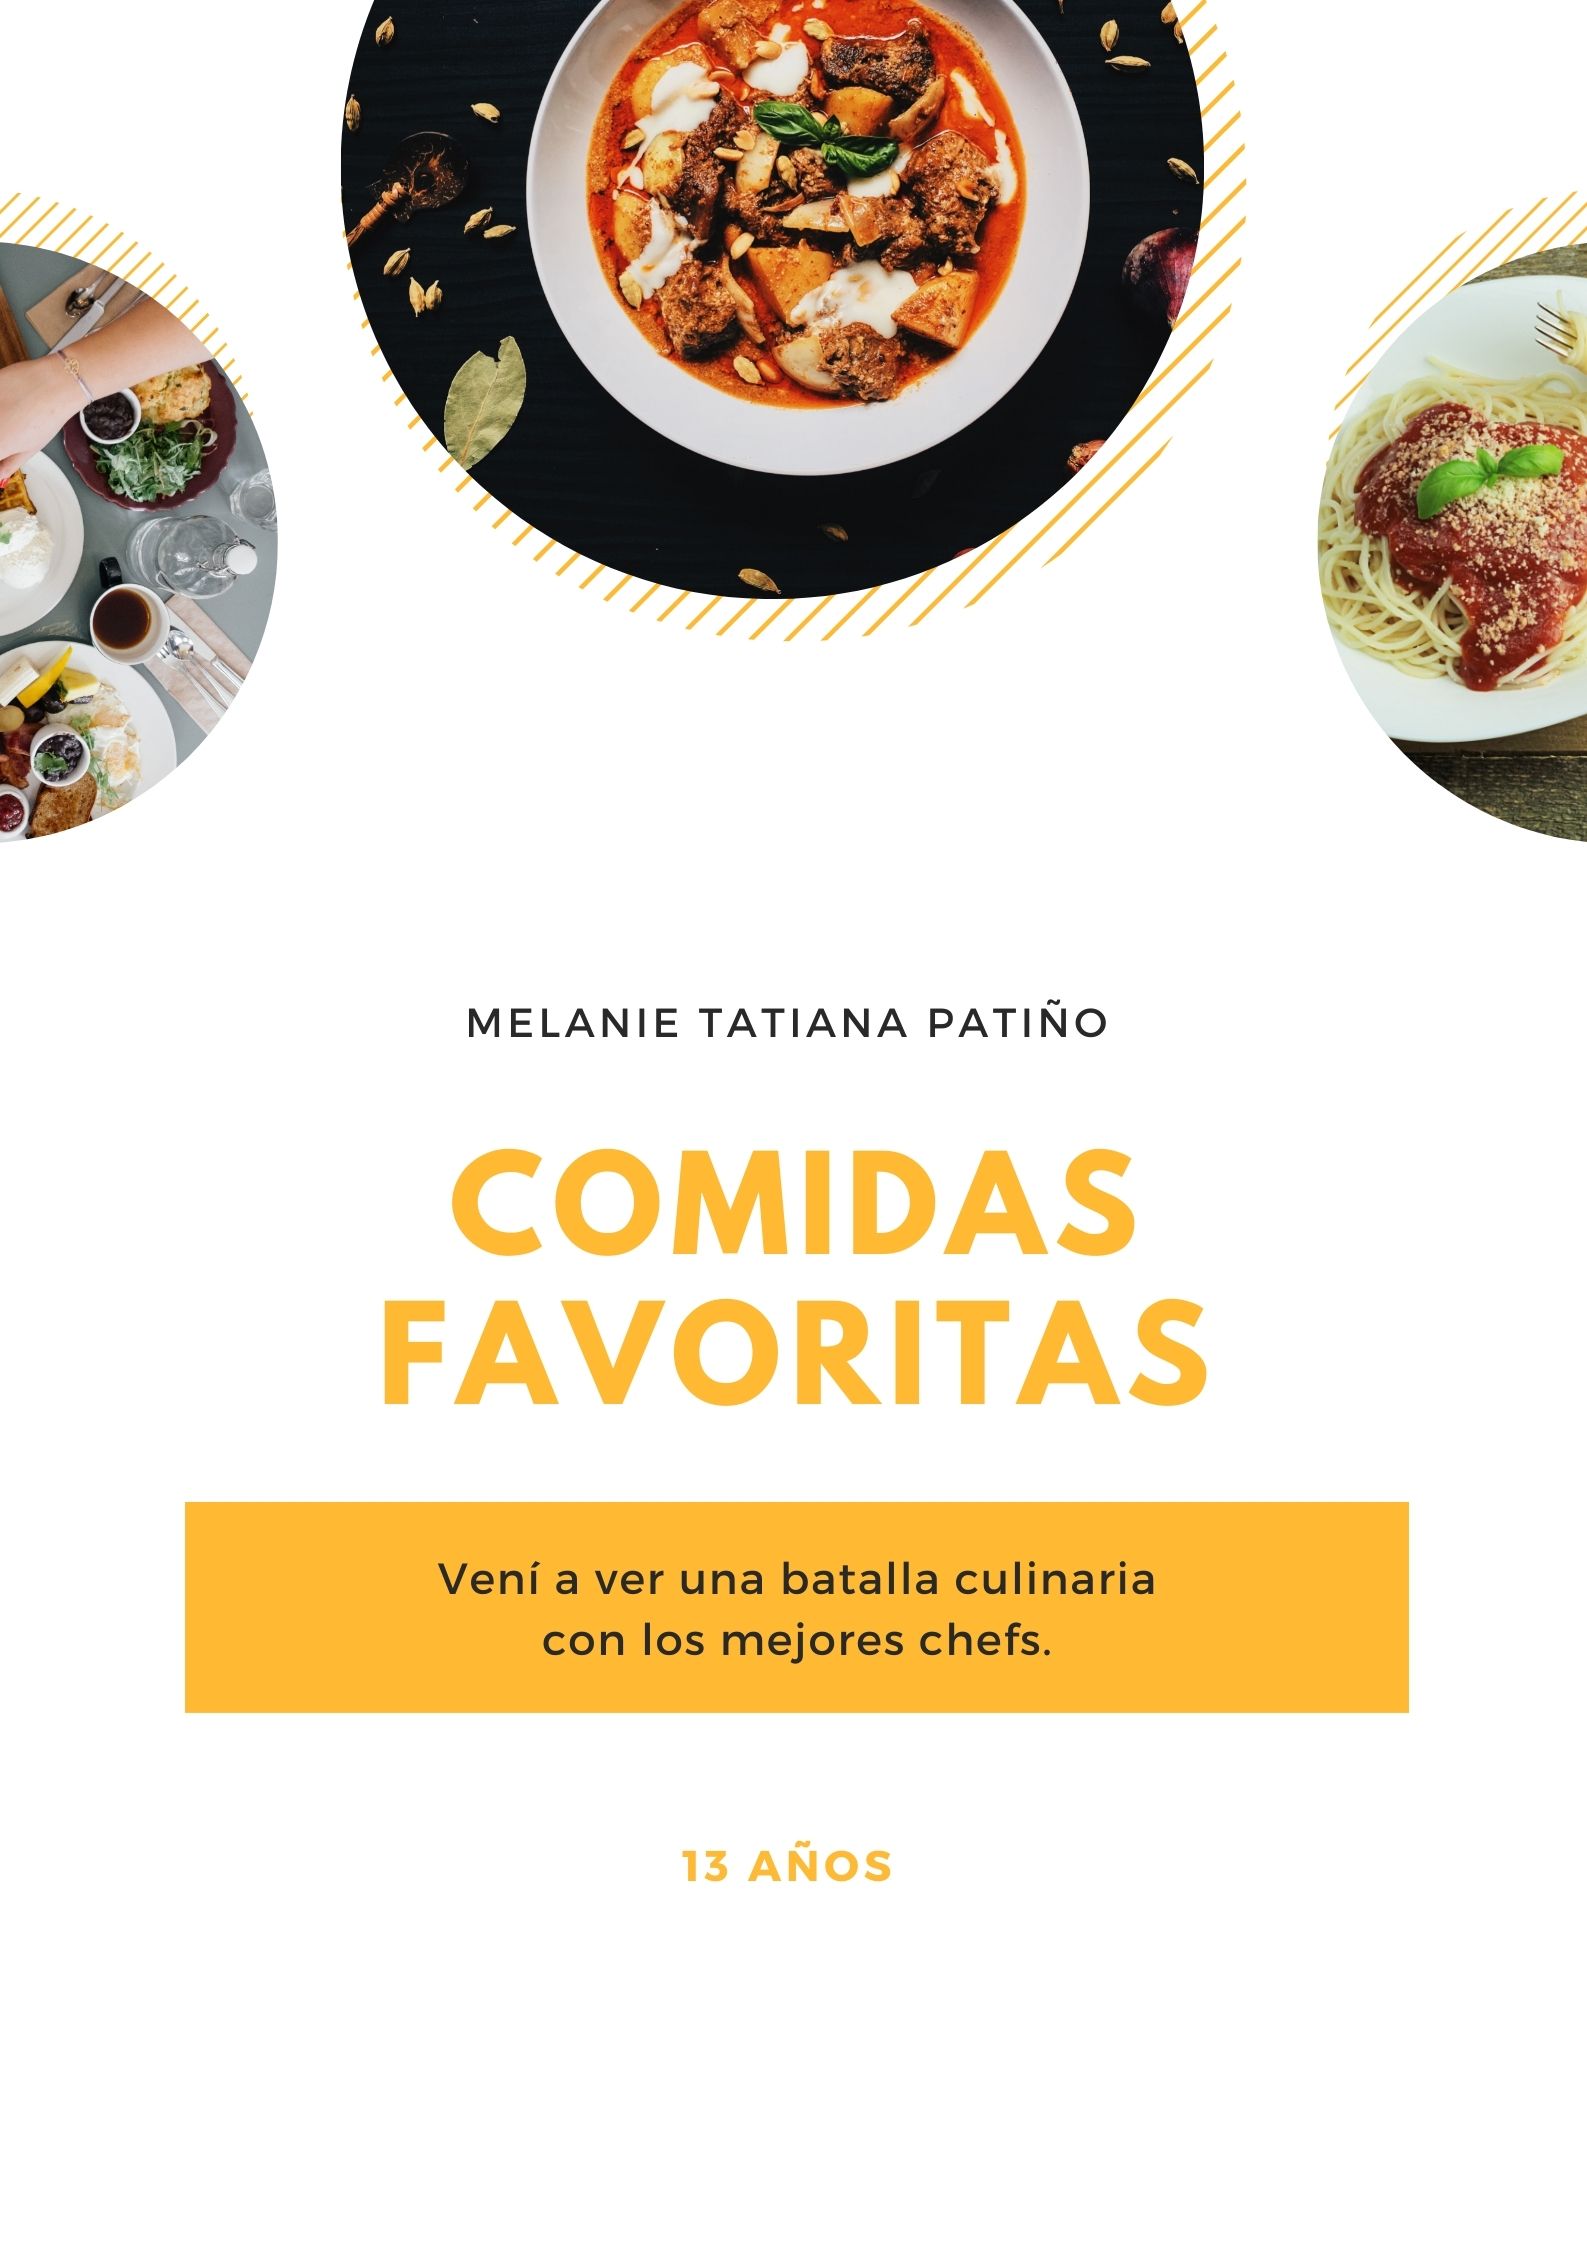 MELANIE TATIANA PATIÑO
COMIDAS
FAVORITAS
Vení a ver una batalla culinaria
con los mejores chefs.
13 AÑOS